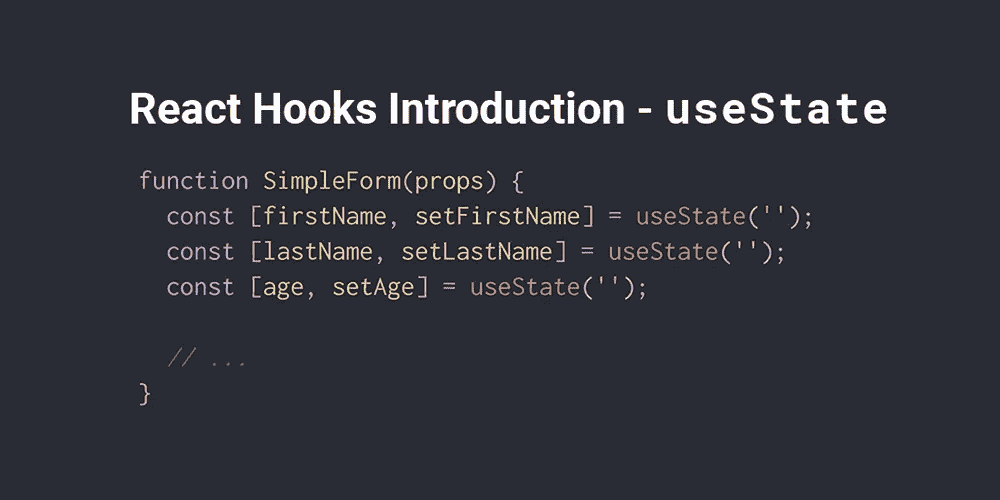 React Hooks Introduction - useState
function SimpleForm(props) {
  const [firstName, setFirstName] = useState('');
  const [lastName, setLastName] = useState('');
  const [age, setAge] = useState('');
  // ...
}